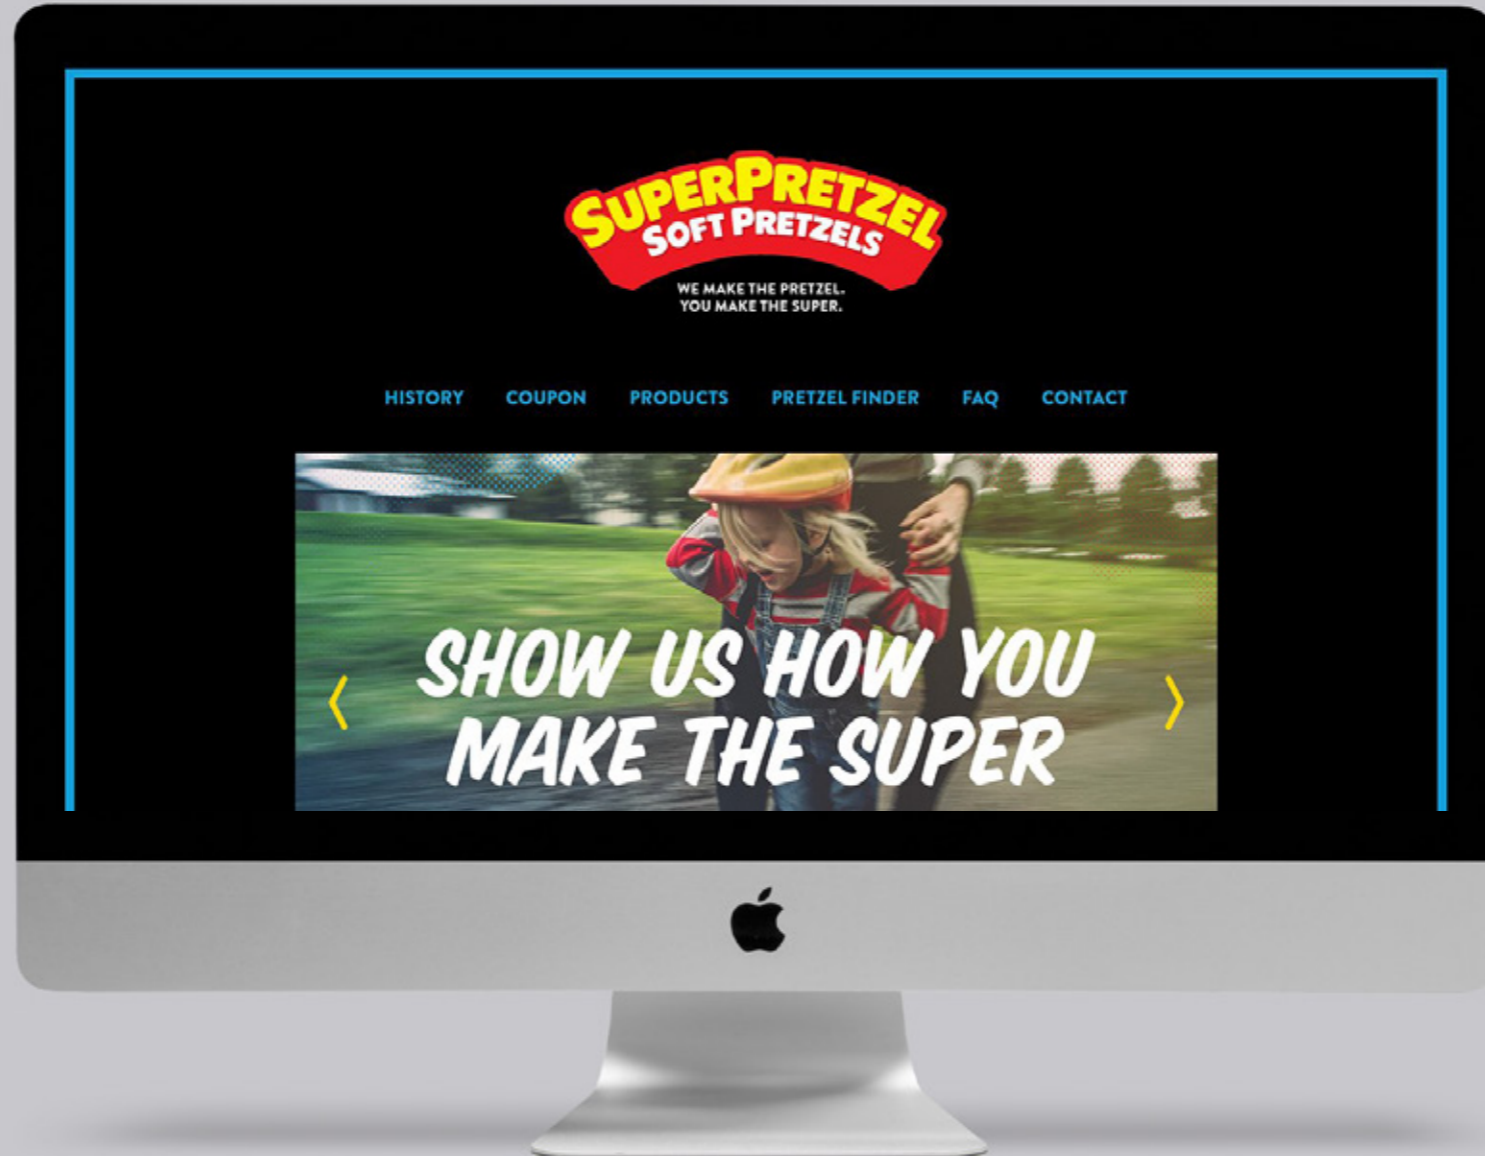 SUPERPRETZEL
SOFT PRETZELS
WE MAKE THE PRETZEL.
YOU MAKE THE SUPER.
HISTORY COUPON PRODUCTS PRETZEL FINDER FAQ CONTACT
SHOW US HOW YOU
MAKE THE SUPER